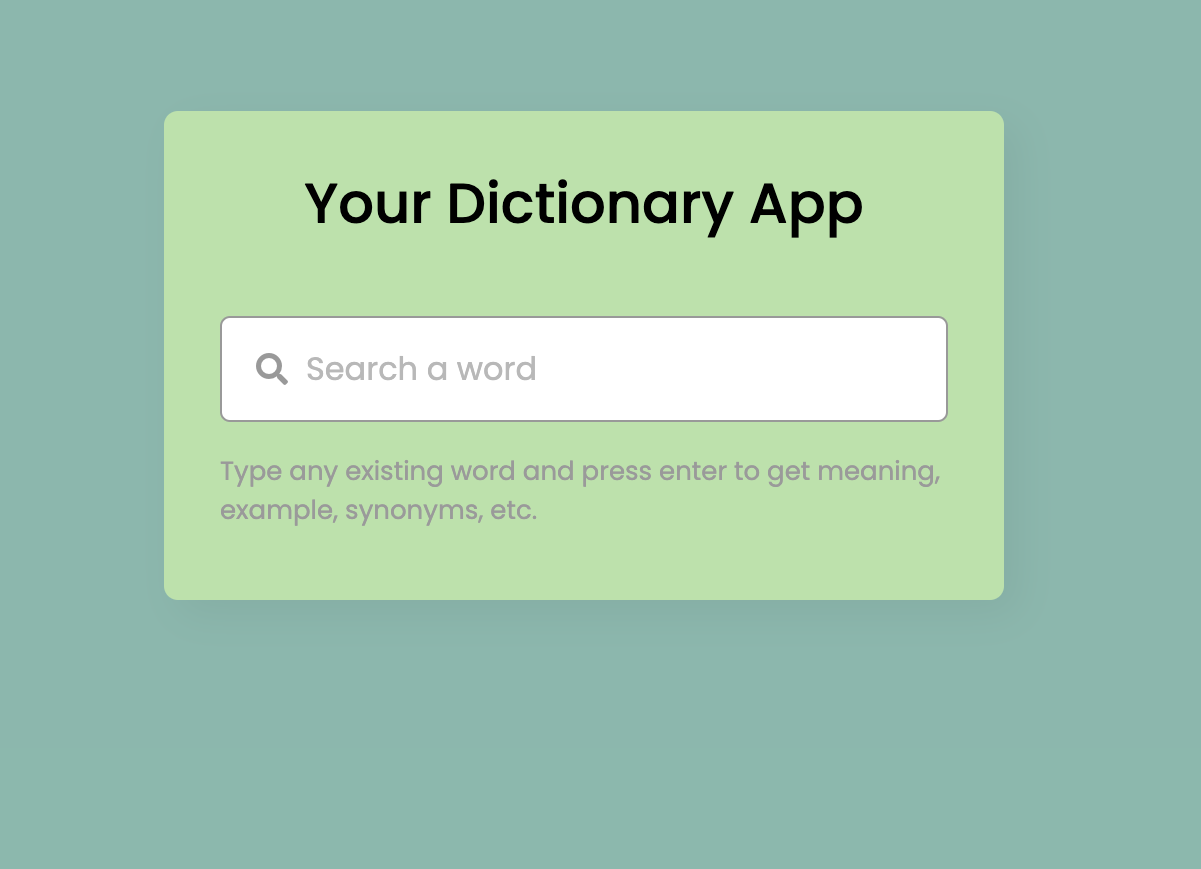 Your Dictionary App
Search a word
Type any existing word and press enter to get meaning,
example, synonyms, etc.